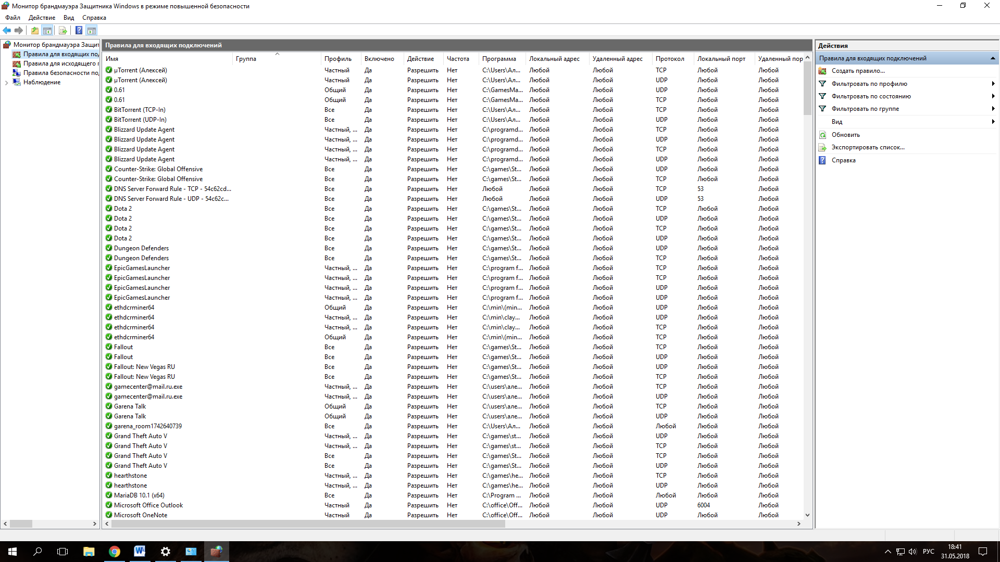 Монитор брандмауэра Защитника Windows в режиме повышенной безопасности
Файл Действие Вид Справка
Монитор брандмауэра Защит
Правила для входящих по
Правила для исходящего г
Правила безопасности по
Наблюдение
Правила для входящих подключений
Имя Группа Профиль Включено Действие Частота Программа Локальный адрес Удаленный адрес Протокол Локальный порт Удаленный пор
µTorrent (Алексей) Частный Да Разрешить Нет C:\Users\Ал... Любой Любой TCP Любой Любой
µTorrent (Алексей) Частный Да Разрешить Нет C:\Users\Ал... Любой Любой UDP Любой Любой
0.61 Общий Да Разрешить Нет C:\GamesMa... Любой Любой UDP Любой Любой
0.61 Общий Да Разрешить Нет C:\GamesMa... Любой Любой TCP Любой Любой
BitTorrent (TCP-In) Все Да Разрешить Нет C:\Users\Ал... Любой Любой TCP Любой Любой
BitTorrent (UDP-In) Все Да Разрешить Нет C:\Users\Ал... Любой Любой UDP Любой Любой
Blizzard Update Agent Частный, ... Да Разрешить Нет C:\programd... Любой Любой TCP Любой Любой
Blizzard Update Agent Частный, ... Да Разрешить Нет C:\programd... Любой Любой UDP Любой Любой
Blizzard Update Agent Частный, ... Да Разрешить Нет C:\programd... Любой Любой TCP Любой Любой
Blizzard Update Agent Частный, ... Да Разрешить Нет C:\programd... Любой Любой UDP Любой Любой
Counter-Strike: Global Offensive Все Да Разрешить Нет C:\games\St... Любой Любой UDP Любой Любой
Counter-Strike: Global Offensive Все Да Разрешить Нет C:\games\St... Любой Любой TCP Любой Любой
DNS Server Forward Rule - TCP - 54c62cd... Все Да Разрешить Нет Любой Любой Любой TCP 53 Любой
DNS Server Forward Rule - UDP - 54c62c... Все Да Разрешить Нет Любой Любой Любой UDP 53 Любой
Dota 2 Все Да Разрешить Нет C:\games\St... Любой Любой TCP Любой Любой
Dota 2 Все Да Разрешить Нет C:\games\St... Любой Любой UDP Любой Любой
Dota 2 Все Да Разрешить Нет C:\games\St... Любой Любой TCP Любой Любой
Dota 2 Все Да Разрешить Нет C:\games\St... Любой Любой UDP Любой Любой
Dungeon Defenders Все Да Разрешить Нет C:\games\St... Любой Любой UDP Любой Любой
Dungeon Defenders Все Да Разрешить Нет C:\games\St... Любой Любой TCP Любой Любой
EpicGamesLauncher Частный, ... Да Разрешить Нет C:\program f... Любой Любой TCP Любой Любой
EpicGamesLauncher Частный, ... Да Разрешить Нет C:\program f... Любой Любой TCP Любой Любой
EpicGamesLauncher Частный, ... Да Разрешить Нет C:\program f... Любой Любой UDP Любой Любой
EpicGamesLauncher Частный, ... Да Разрешить Нет C:\program f... Любой Любой UDP Любой Любой
ethdcrminer64 Общий Да Разрешить Нет C:\min\(min... Любой Любой UDP Любой Любой
ethdcrminer64 Частный, ... Да Разрешить Нет C:\min\clay... Любой Любой UDP Любой Любой
ethdcrminer64 Частный, ... Да Разрешить Нет C:\min\clay... Любой Любой TCP Любой Любой
ethdcrminer64 Общий Да Разрешить Нет C:\min\(min... Любой Любой TCP Любой Любой
Fallout Все Да Разрешить Нет C:\games\St... Любой Любой TCP Любой Любой
Fallout Все Да Разрешить Нет C:\games\St... Любой Любой UDP Любой Любой
Fallout: New Vegas RU Все Да Разрешить Нет C:\games\St... Любой Любой UDP Любой Любой
Fallout: New Vegas RU Все Да Разрешить Нет C:\games\St... Любой Любой TCP Любой Любой
gamecenter@mail.ru.exe Частный, ... Да Разрешить Нет C:\users\але... Любой Любой TCP Любой Любой
gamecenter@mail.ru.exe Частный, ... Да Разрешить Нет C:\users\але... Любой Любой UDP Любой Любой
Garena Talk Общий Да Разрешить Нет C:\users\але... Любой Любой TCP Любой Любой
Garena Talk Общий Да Разрешить Нет C:\users\але... Любой Любой UDP Любой Любой
garena_room1742640739 Все Да Разрешить Нет C:\Users\Ал... Любой Любой Любой Любой Любой
Grand Theft Auto V Частный, ... Да Разрешить Нет C:\games\st... Любой Любой UDP Любой Любой
Grand Theft Auto V Частный, ... Да Разрешить Нет C:\games\st... Любой Любой TCP Любой Любой
Grand Theft Auto V Все Да Разрешить Нет C:\games\St... Любой Любой TCP Любой Любой
Grand Theft Auto V Все Да Разрешить Нет C:\games\St... Любой Любой UDP Любой Любой
hearthstone Частный, ... Да Разрешить Нет C:\games\he... Любой Любой TCP Любой Любой
hearthstone Частный, ... Да Разрешить Нет C:\games\he... Любой Любой UDP Любой Любой
MariaDB 10.1 (x64) Все Да Разрешить Нет C:\Program ... Любой Любой Любой Любой Любой
Microsoft Office Outlook Частный Да Разрешить Нет C:\office\Off... Любой Любой UDP 6004 Любой
Microsoft OneNote Частный Да Разрешить Нет C:\office\Off... Любой Любой UDP Любой Любой
Действия
Правила для входящих подключений
Создать правило...
Фильтровать по профилю
Фильтровать по состоянию
Фильтровать по группе
Вид
Обновить
Экспортировать список...
Справка
РУС
18:41
31.05.2018